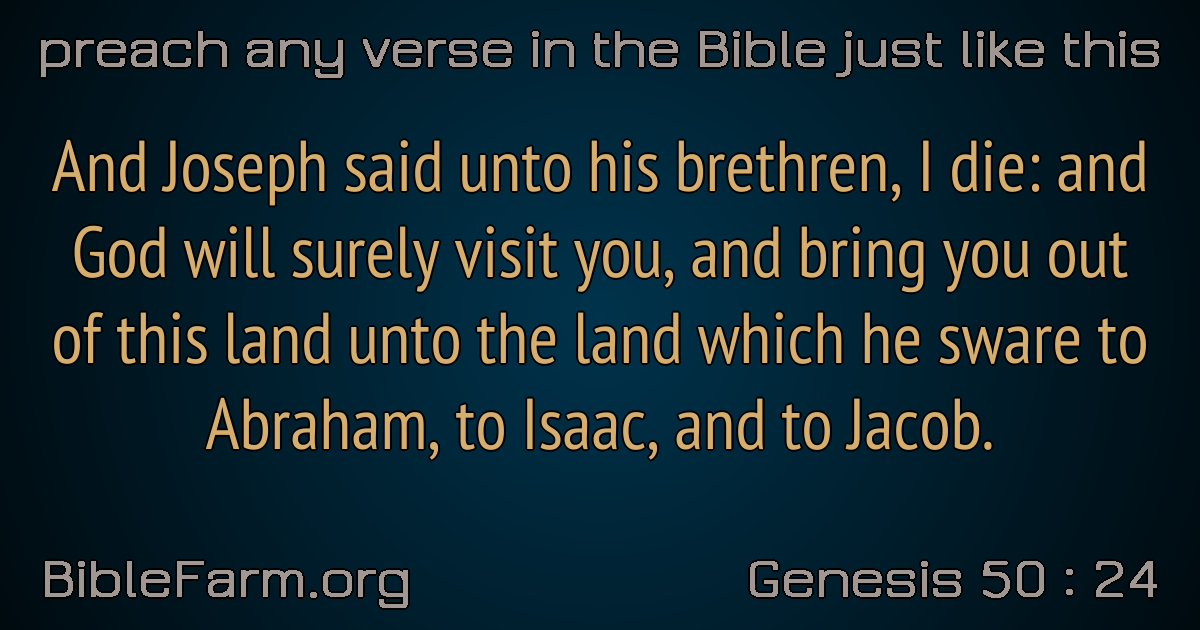 preach any verse in the Bible just like this
And Joseph said unto his brethren, I die: and
God will surely visit you, and bring you out
of this land unto the land which he sware to
Abraham, to Isaac, and to Jacob.
BibleFarm.org
Genesis 50 : 24